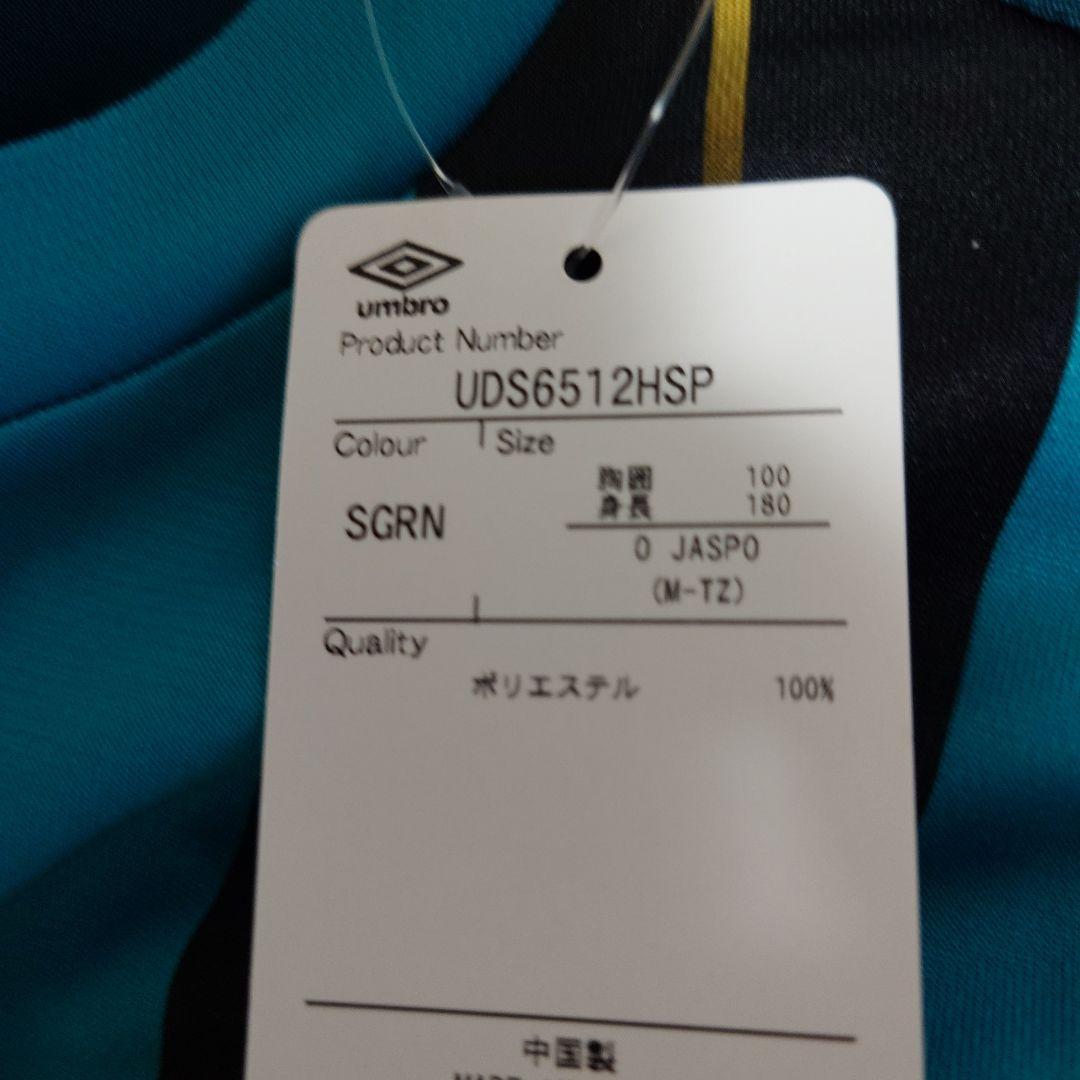 umbro
Product Number
UDS6512HSP
Colour Size
胸囲 100
身長 180
SGRN
O JASPO
(M-TZ)
Quality
ポリエステル 100%
中国製